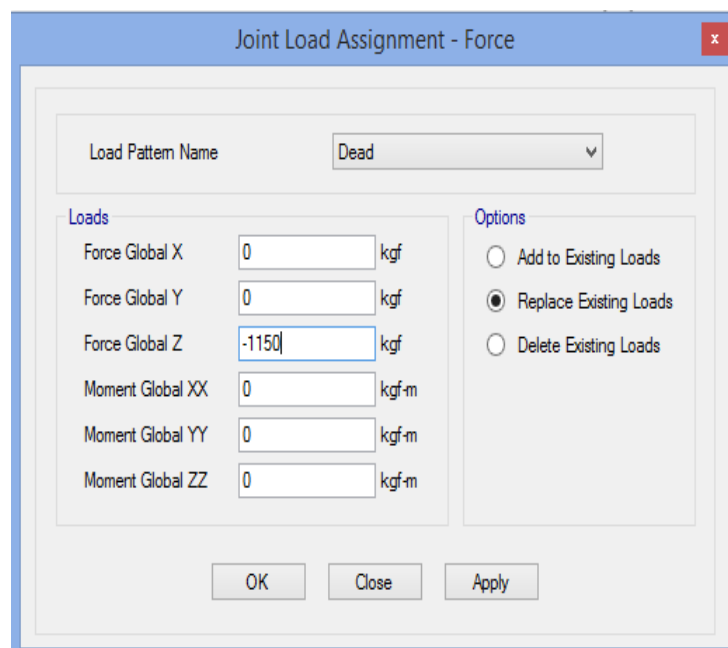 Joint Load Assignment - Force
x
Load Pattern Name
Dead
Loads
Force Global X
0
kgf
Force Global Y
0
kgf
Force Global Z
-1150
kgf
Moment Global XX
0
kgf-m
Moment Global YY
0
kgf-m
Moment Global ZZ
0
kgf-m
Options
Add to Existing Loads
Replace Existing Loads
Delete Existing Loads
OK
Close
Apply